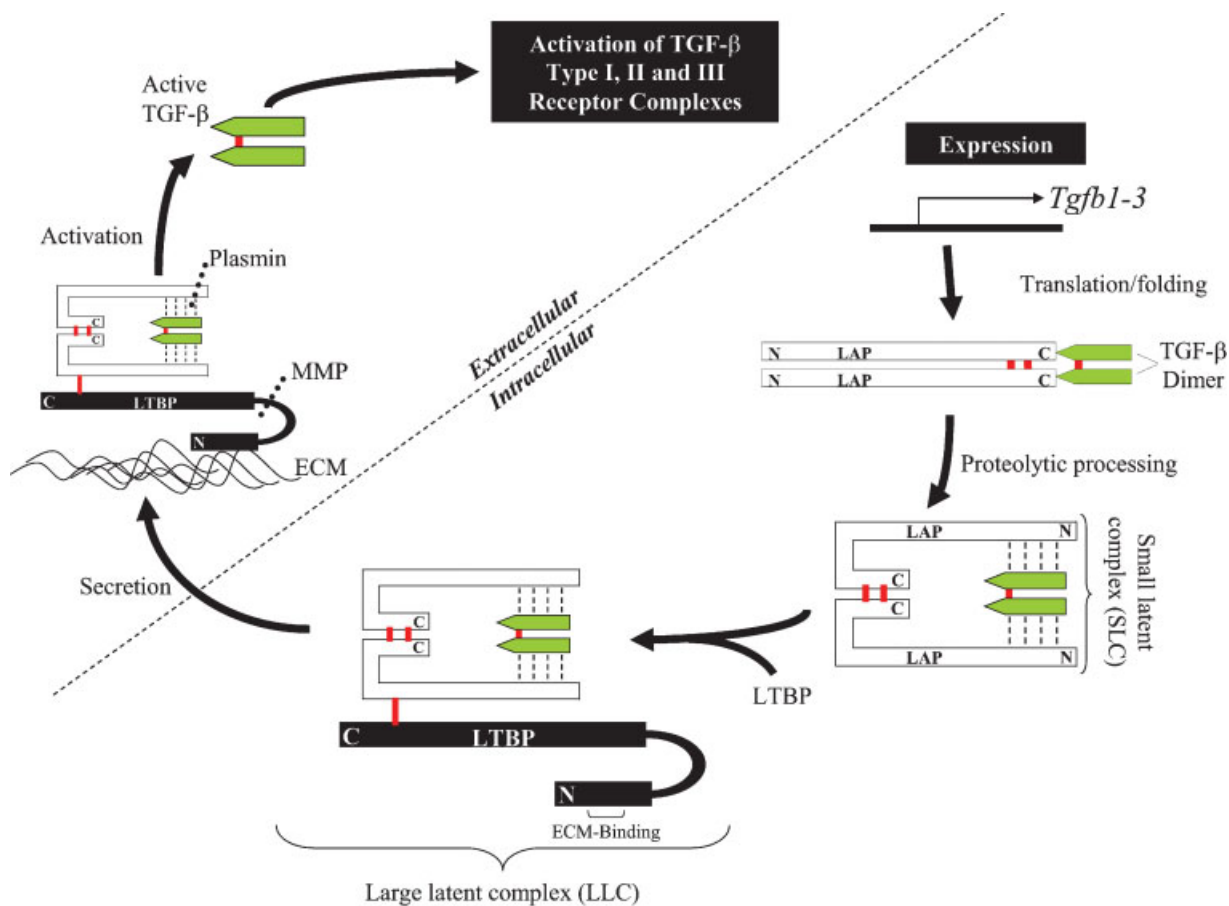 Activation of TGF-β
Type I, II and III
Receptor Complexes
Active
TGF-β
Expression
Tgfb1-3
Activation
Plasmin
Translation/folding
C
C
Extracellular
Intracellular
MMP
C LTBP
N
ECM
N LAP C
LAP
N C
TGF-β
Dimer
Proteolytic processing
LAP N
C
C
LAP N
Small latent
complex (SLC)
Secretion
C
C
LTBP
C LTBP
N
ECM-Binding
Large latent complex (LLC)